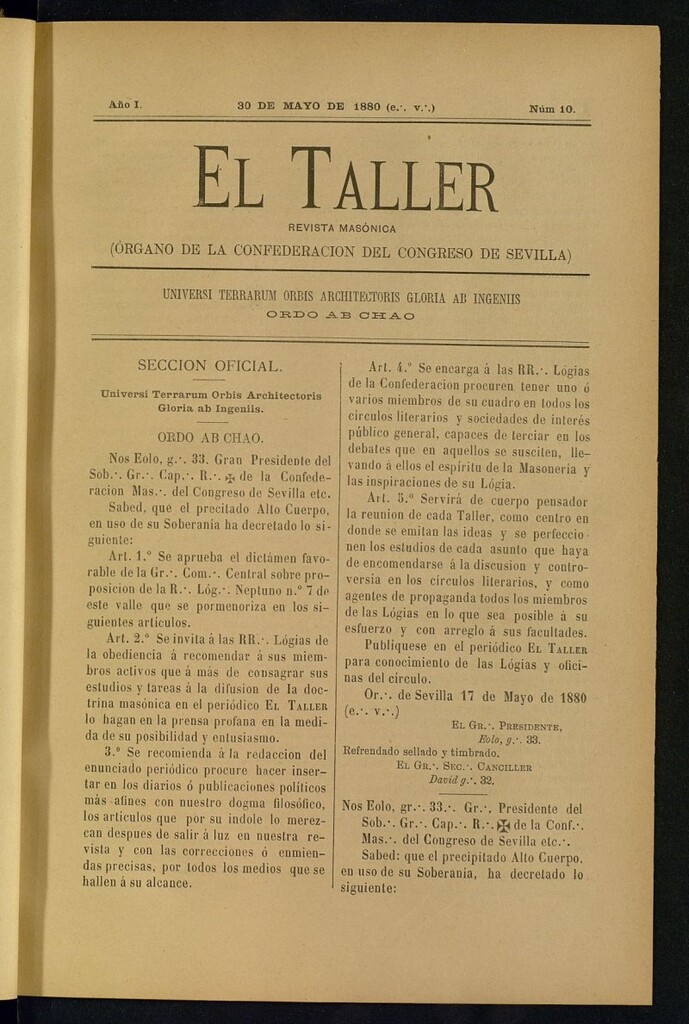 Año I.
30 DE MAYO DE 1880 (e.·. v.·.)
Núm 10.
EL TALLER
REVISTA MASÓNICA
(ÓRGANO DE LA CONFEDERACION DEL CONGRESO DE SEVILLA)
UNIVERSI TERRARUM ORBIS ARCHITECTORIS GLORIA AB INGENIIS
ORDO AB CHAO
SECCION OFICIAL.
Universi Terrarum Orbis Architectoris
Gloria ab Ingeniis.
ORDO AB CHAO.
Nos Eolo, g.·. 33. Gran Presidente del
Sob.·. Gr.·. Cap.·. R.·. ✠ de la Confede-
racion Mas.·. del Congreso de Sevilla etc.
Sabed, que el precitado Alto Cuerpo,
en uso de su Soberania ha decretado lo si-
guiente:
Art. 1.º Se aprueba el dictámen favo-
rable de la Gr.·. Com.·. Central sobre pro-
posicion de la R.·. Lóg.·. Neptuno n.º 7 de
este valle que se pormenoriza en los si-
guientes artículos.
Art. 2.º Se invita á las RR.·. Lógias de
la obediencia á recomendar á sus miem-
bros activos que á más de consagrar sus
estudios y tareas á la difusion de la doc-
trina masónica en el periódico EL TALLER
lo hagan en la prensa profana en la medi-
da de su posibilidad y entusiasmo.
3.º Se recomienda á la redaccion del
enunciado periódico procure hacer inser-
tar en los diarios ó publicaciones políticos
más afines con nuestro dogma filosófico,
los artículos que por su indole lo merez-
can despues de salir á luz en nuestra re-
vista y con las correcciones ó enmien-
das precisas, por todos los medios que se
hallen á su alcance.
Art. 4.º Se encarga á las RR.·. Lógias
de la Confederacion procuren tener uno ó
varios miembros de su cuadro en todos los
circulos literarios y sociedades de interés
público general, capaces de terciar en los
debates que en aquellos se susciten, lle-
vando á ellos el espíritu de la Masonería y
las inspiraciones de su Lógia.
Art. 5.º Servirá de cuerpo pensador
la reunion de cada Taller, como centro en
donde se emitan las ideas y se perfeccio-
nen los estudios de cada asunto que haya
de encomendarse á la discusion y contro-
versia en los círculos literarios, y como
agentes de propaganda todos los miembros
de las Lógias en lo que sea posible á su
esfuerzo y con arreglo á sus facultades.
Publíquese en el periódico EL TALLER
para conocimiento de las Lógias y ofici-
nas del círculo.
Or.·. de Sevilla 17 de Mayo de 1880
(e.·. v.·.)
EL GR.·. PRESIDENTE,
Eolo, g.·. 33.
Refrendado sellado y timbrado.
EL GR.·. SEC.·. CANCILLER
David g.·. 32.
Nos Eolo, gr.·. 33.·. Gr.·. Presidente del
Sob.·. Gr.·. Cap.·. R.·. ✠ de la Conf.·.
Mas.·. del Congreso de Sevilla etc.·.
Sabed: que el precipitado Alto Cuerpo,
en uso de su Soberania, ha decretado lo
siguiente: